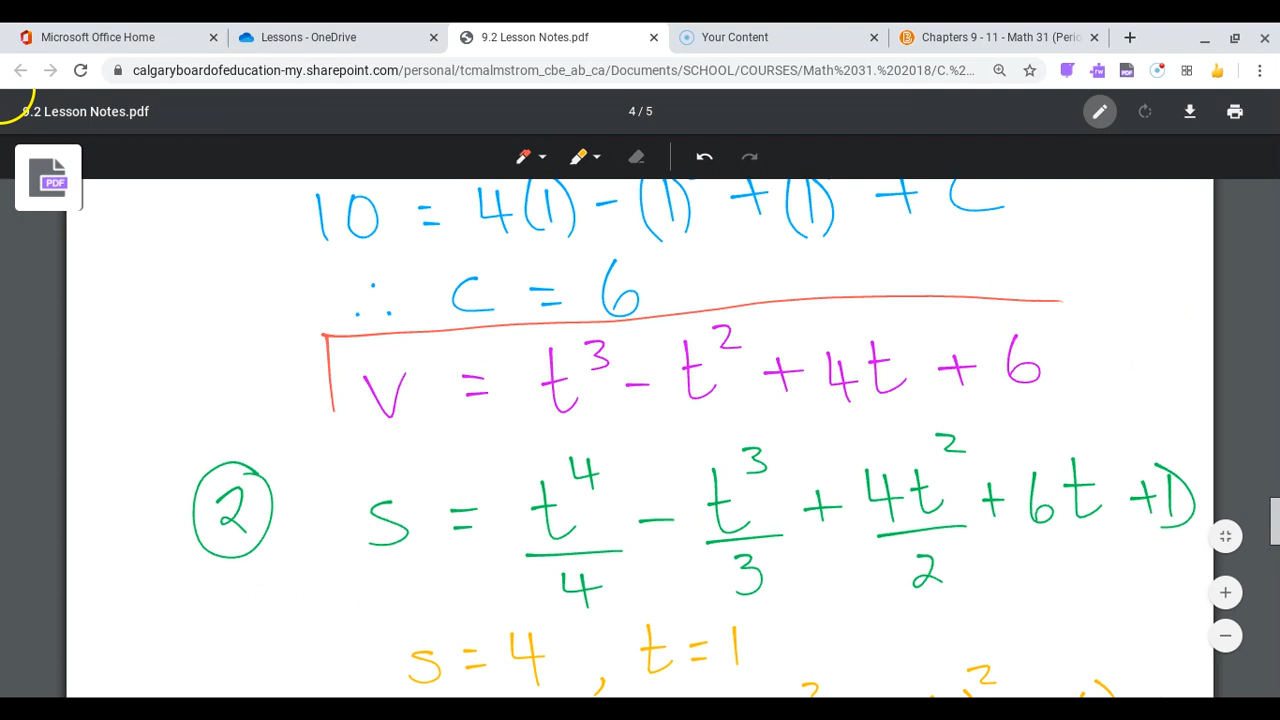 Microsoft Office Home
Lessons - OneDrive
9.2 Lesson Notes.pdf
Your Content
Chapters 9 - 11 - Math 31 (Peri
calgaryboardofeducation-my.sharepoint.com/personal/tcmalmstrom_cbe_ab_ca/Documents/SCHOOL/COURSES/Math%2031.%202018/C.%2...
9.2 Lesson Notes.pdf
4 / 5
PDF
10 = 4(1) - (1) + (1) + C
∴ C = 6
V = t³ - t² + 4t + 6
② s = t⁴/4 - t³/3 + 4t²/2 + 6t + D
s = 4 , t = 1